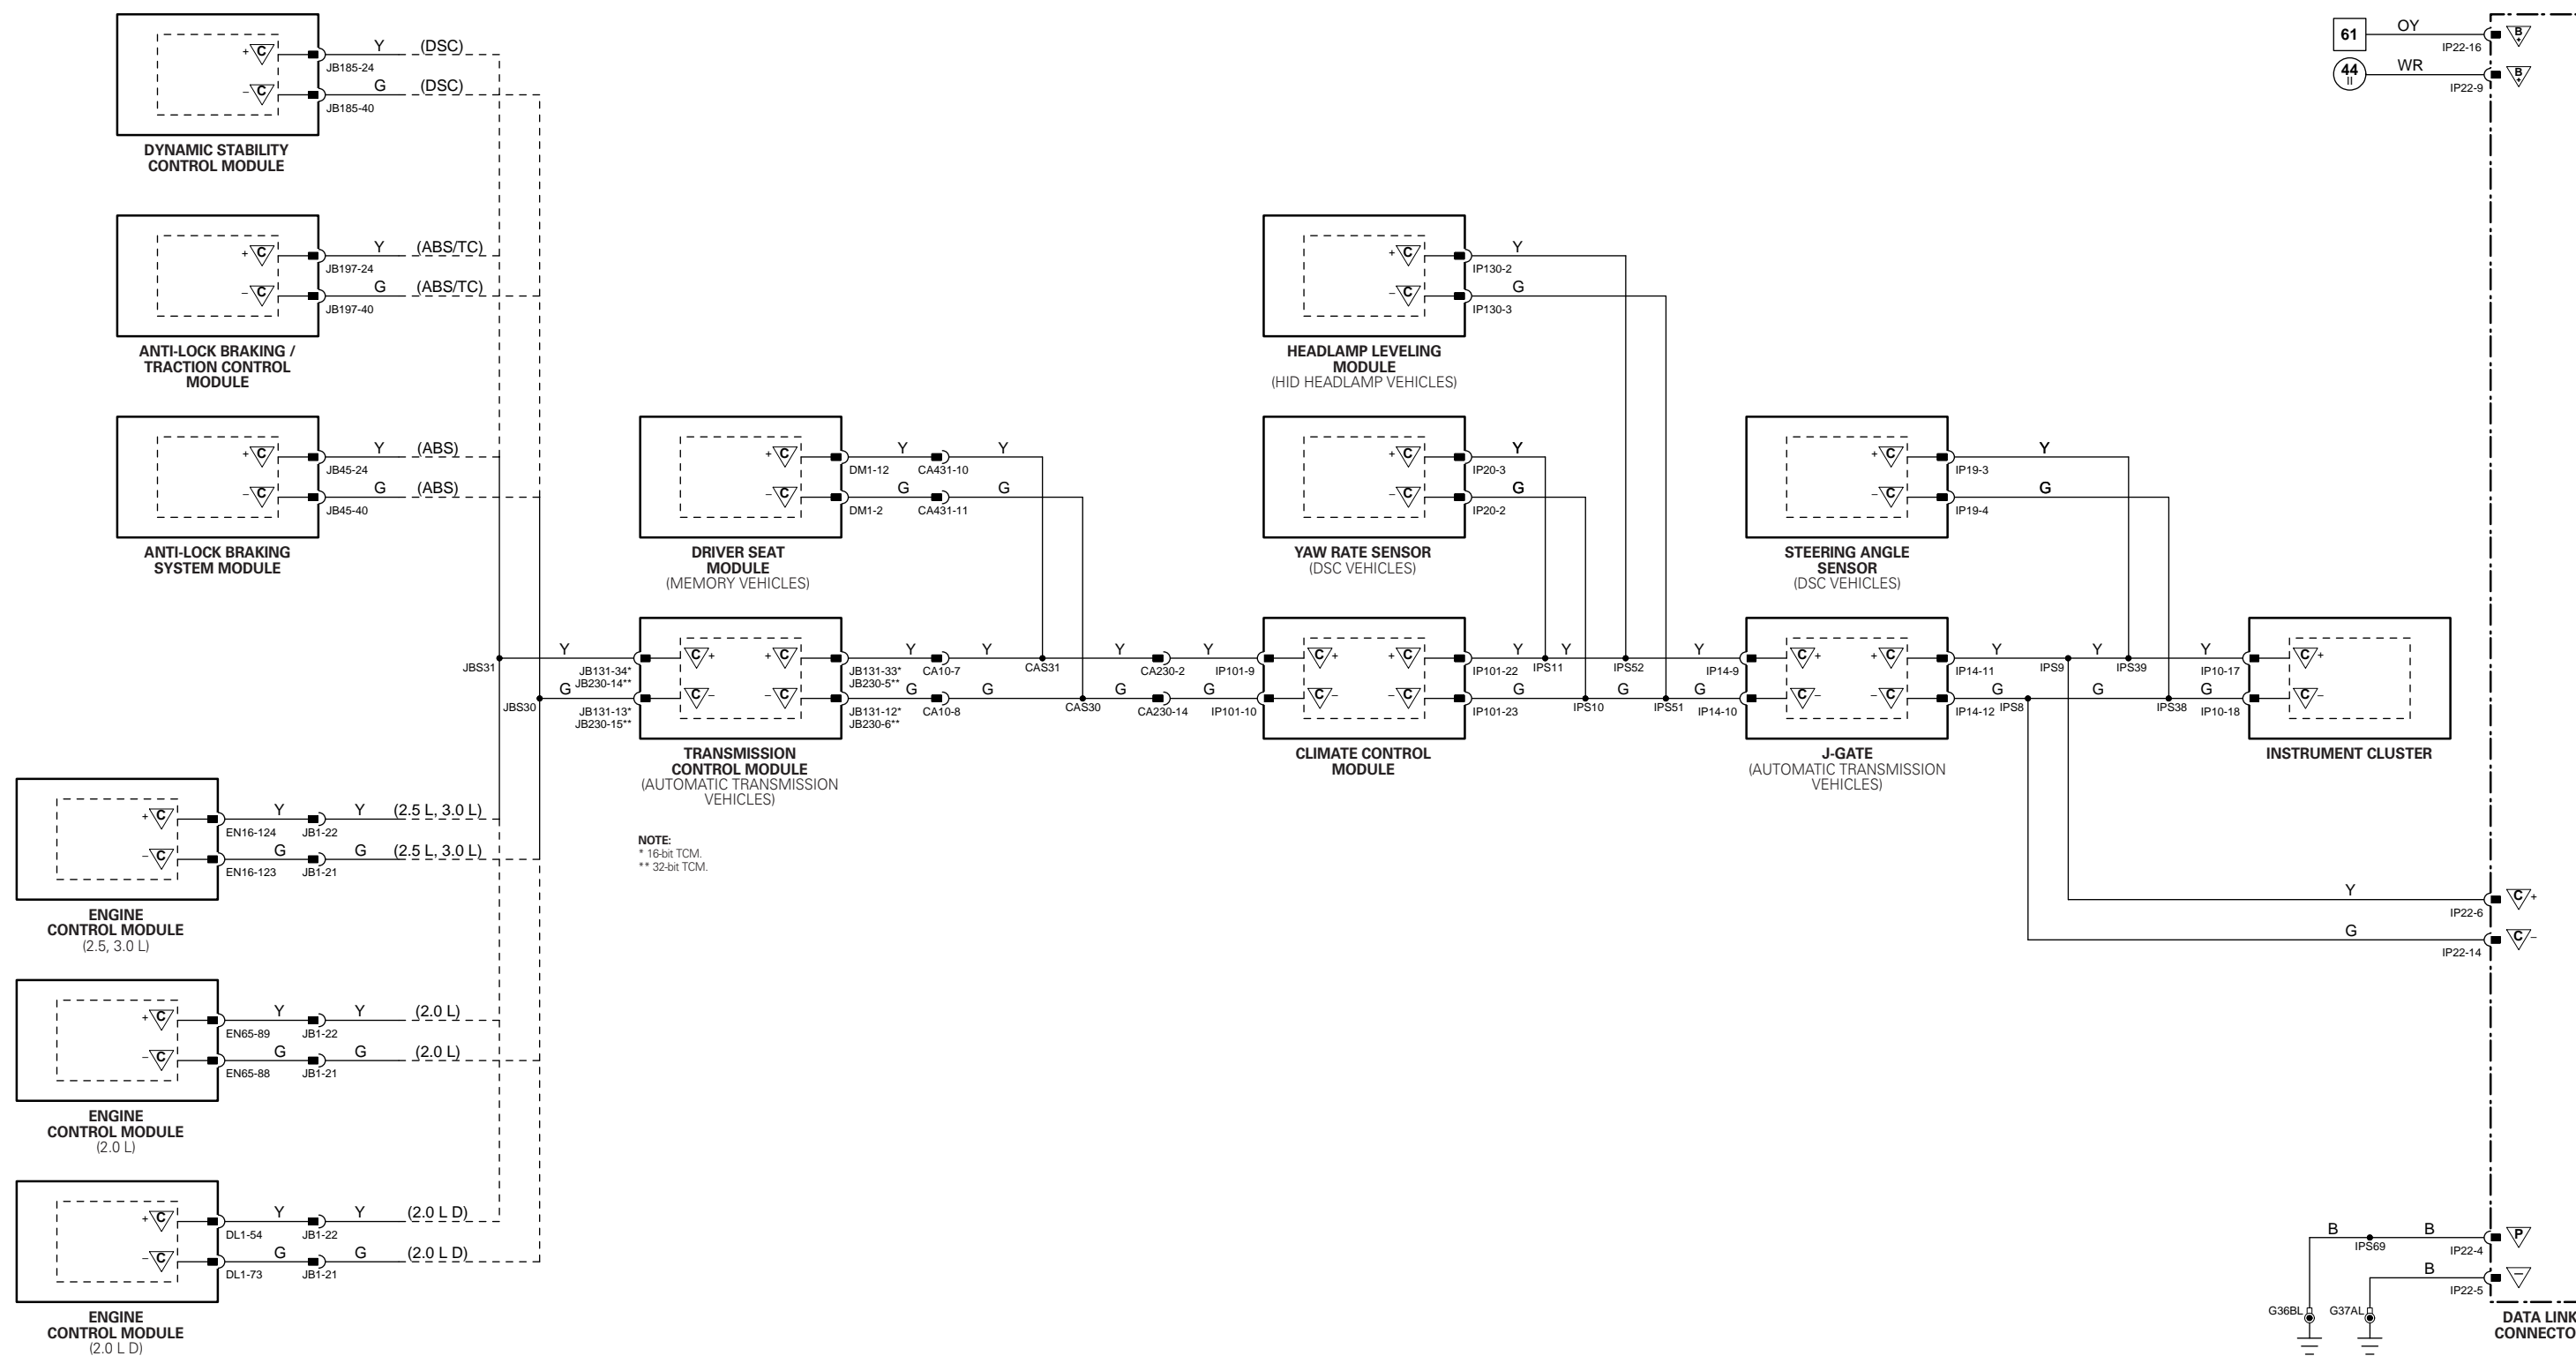 Y
(DSC)
JB185-24
G
(DSC)
JB185-40
+ C
– C
DYNAMIC STABILITY
CONTROL MODULE
Y
(ABS/TC)
JB197-24
G
(ABS/TC)
JB197-40
+ C
– C
ANTI-LOCK BRAKING /
TRACTION CONTROL
MODULE
Y
(ABS)
JB45-24
G
(ABS)
JB45-40
+ C
– C
ANTI-LOCK BRAKING
SYSTEM MODULE
+ C
– C
Y
Y
DM1-12
CA431-10
G
G
DM1-2
CA431-11
DRIVER SEAT
MODULE
(MEMORY VEHICLES)
+ C
– C
Y
IP130-2
G
IP130-3
HEADLAMP LEVELING
MODULE
(HID HEADLAMP VEHICLES)
+ C
– C
Y
IP20-3
G
IP20-2
YAW RATE SENSOR
(DSC VEHICLES)
+ C
– C
Y
IP19-3
G
IP19-4
STEERING ANGLE
SENSOR
(DSC VEHICLES)
61
OY
IP22-16
B+
44
II
WR
IP22-9
B+
JBS31
Y
JB131-34*
JB230-14**
JBS30
G
JB131-13*
JB230-15**
C +
+ C
C –
– C
Y
JB131-33*
JB230-5**
G
JB131-12*
JB230-6**
TRANSMISSION
CONTROL MODULE
(AUTOMATIC TRANSMISSION
VEHICLES)
CA10-7
Y
CAS31
Y
CA230-2
Y
IP101-9
CA10-8
G
CAS30
G
CA230-14
G
IP101-10
C +
+ C
C –
– C
CLIMATE CONTROL
MODULE
Y
Y
Y
IP101-22
IPS11
IPS52
IP14-9
G
G
G
IP101-23
IPS10
IPS51
IP14-10
C +
+ C
C –
– C
J-GATE
(AUTOMATIC TRANSMISSION
VEHICLES)
Y
Y
Y
IP14-11
IPS9
IPS39
IP10-17
G
G
G
IP14-12
IPS8
IPS38
IP10-18
C +
C –
INSTRUMENT CLUSTER
NOTE:
* 16-bit TCM.
** 32-bit TCM.
+ C
– C
Y
Y
(2.5 L, 3.0 L)
EN16-124
JB1-22
G
G
(2.5 L, 3.0 L)
EN16-123
JB1-21
ENGINE
CONTROL MODULE
(2.5, 3.0 L)
Y
IP22-6
C +
G
IP22-14
C –
+ C
– C
Y
Y
(2.0 L)
EN65-89
JB1-22
G
G
(2.0 L)
EN65-88
JB1-21
ENGINE
CONTROL MODULE
(2.0 L)
+ C
– C
Y
Y
(2.0 L D)
DL1-54
JB1-22
G
G
(2.0 L D)
DL1-73
JB1-21
ENGINE
CONTROL MODULE
(2.0 L D)
B
B
IPS69
IP22-4
P
B
IP22-5
–
G36BL
G37AL
DATA LINK
CONNECTO